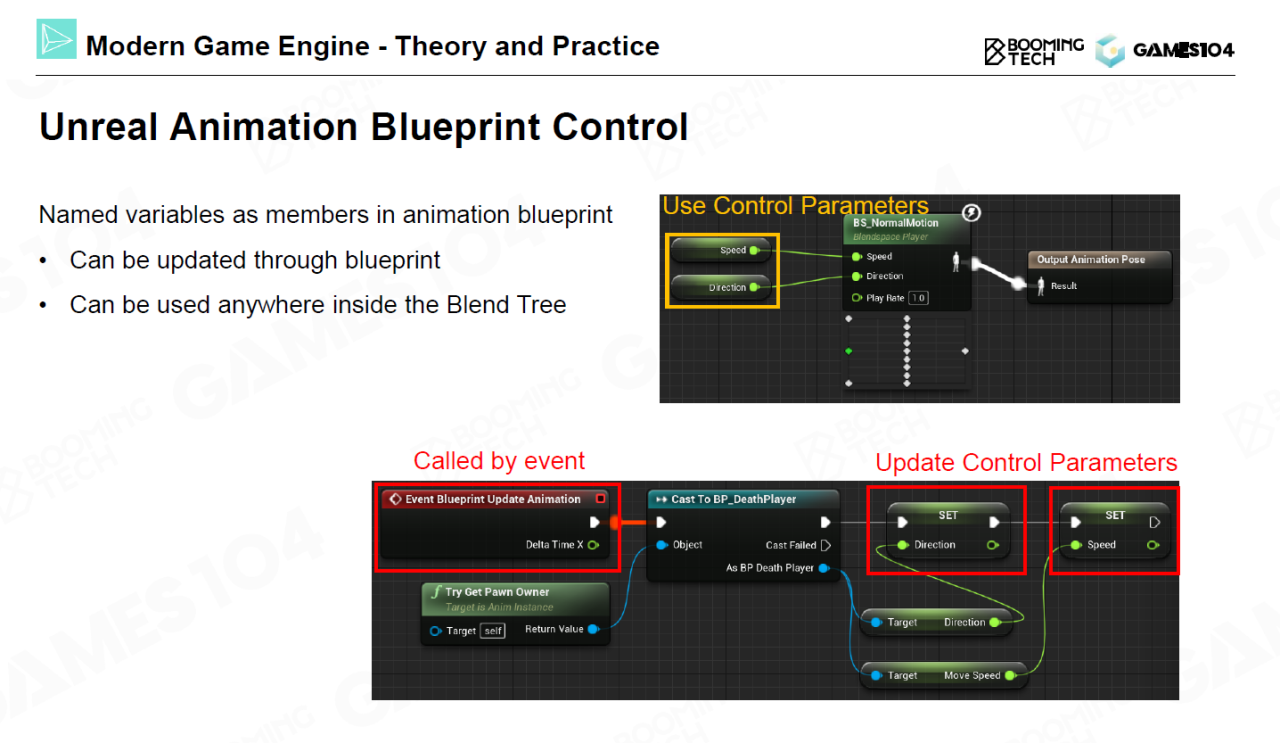 Modern Game Engine - Theory and Practice
BOOMING
TECH
GAMES104
Unreal Animation Blueprint Control
Named variables as members in animation blueprint
• Can be updated through blueprint
• Can be used anywhere inside the Blend Tree
Use Control Parameters
BS_NormalMotion
Blendspace Player
Speed
Speed
Direction
Direction
Play Rate 1.0
Output Animation Pose
Result
Called by event
Update Control Parameters
Event Blueprint Update Animation
Delta Time X
Cast To BP_DeathPlayer
Object
Cast Failed
As BP Death Player
SET
Direction
SET
Speed
f Try Get Pawn Owner
Target is Anim Instance
Target self
Return Value
Target Direction
Target Move Speed